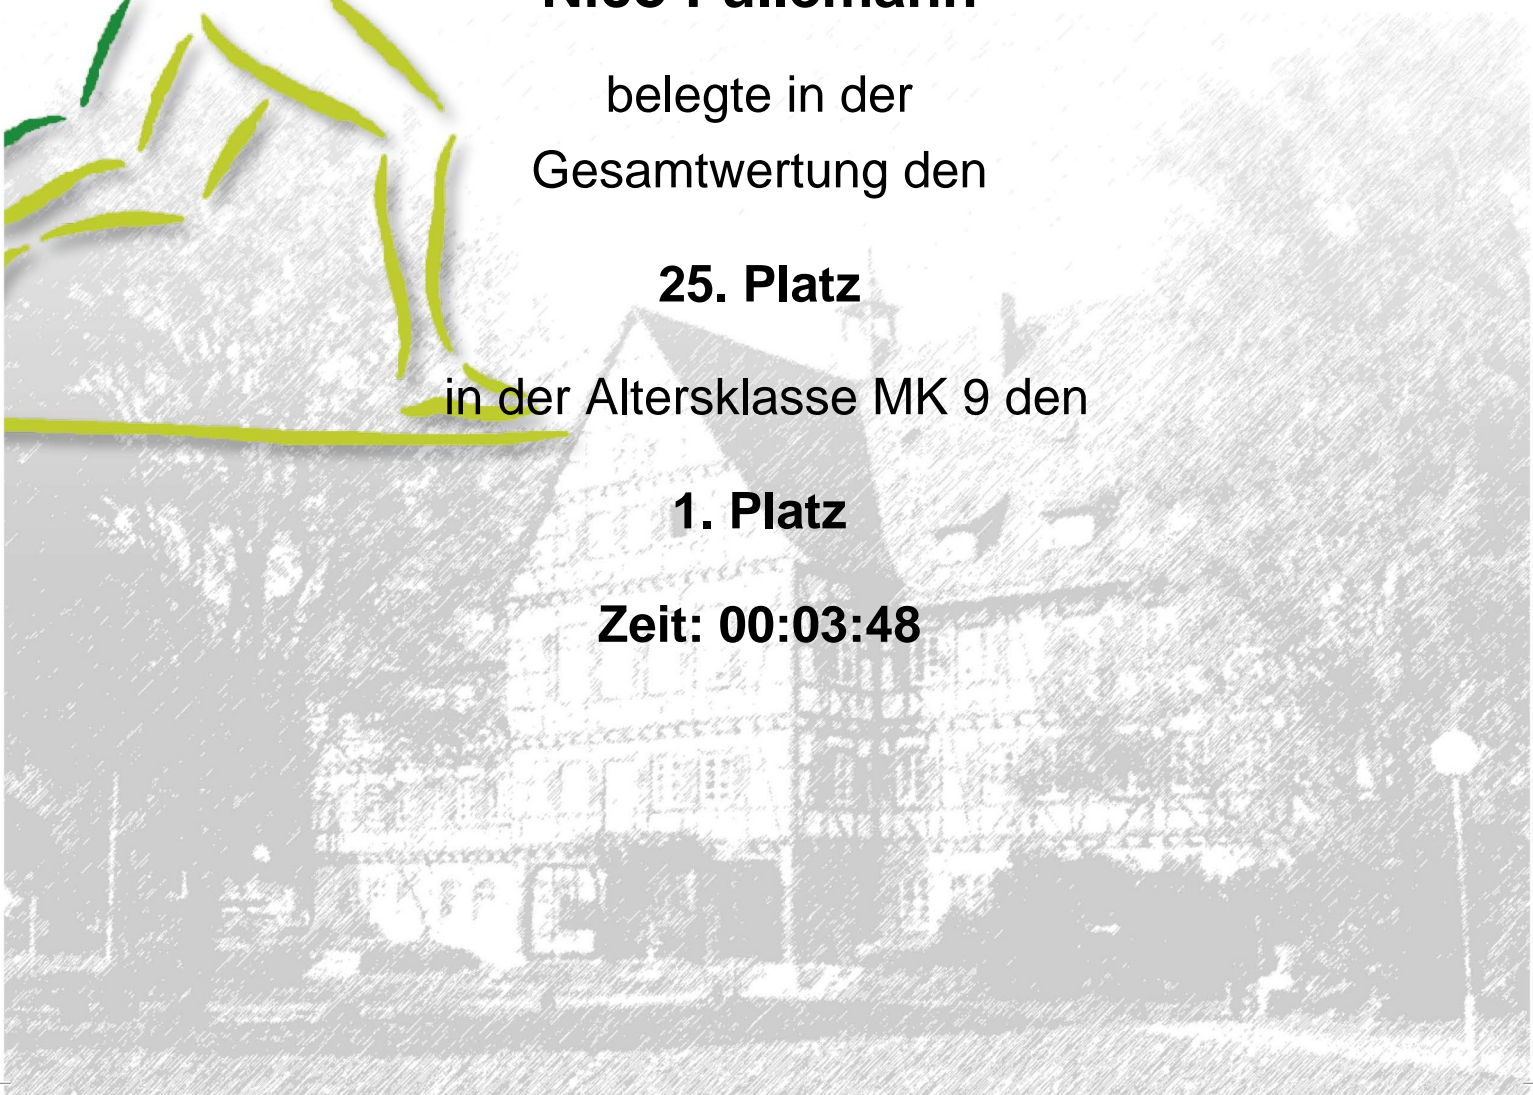 belegte in der
Gesamtwertung den
25. Platz
in der Altersklasse MK 9 den
1. Platz
Zeit: 00:03:48